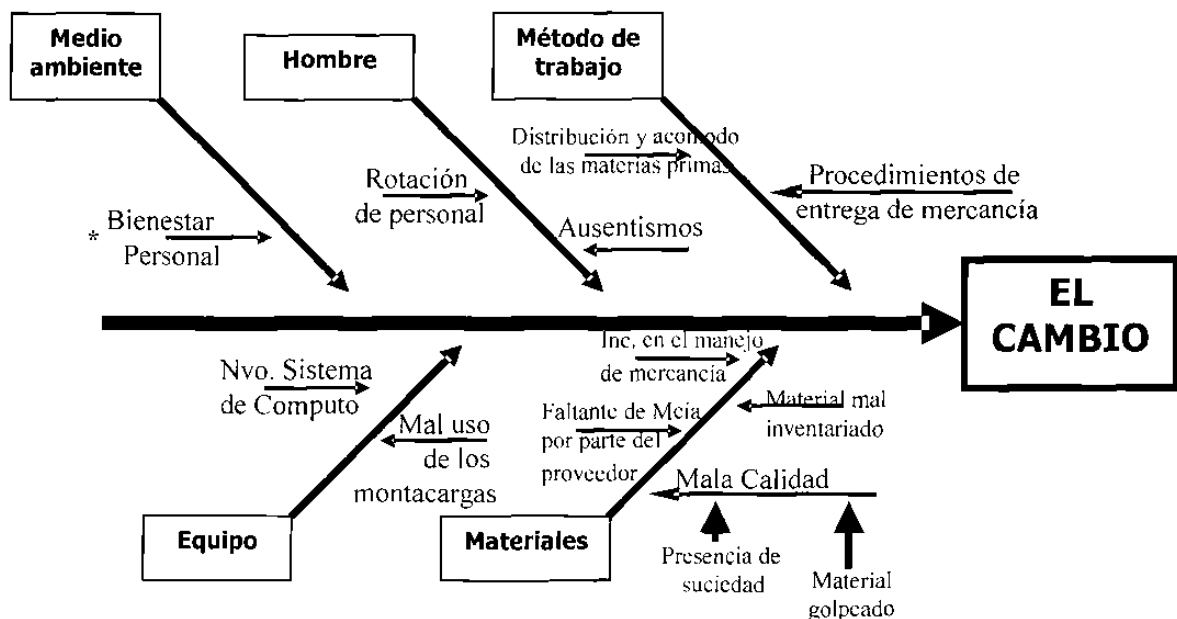 Medio
ambiente
Hombre
Método de
trabajo
Distribución y acomodo
de las materias primas
Rotación
de personal
Procedimientos de
entrega de mercancía
* Bienestar
Personal
Ausentismos
EL
CAMBIO
Nvo. Sistema
de Computo
Inc, en el manejo
de mercancía
Mal uso
de los
montacargas
Faltante de Mcía
por parte del
proveedor
Material mal
inventariado
Mala Calidad
Equipo
Materiales
Presencia de
suciedad
Material
golpeado